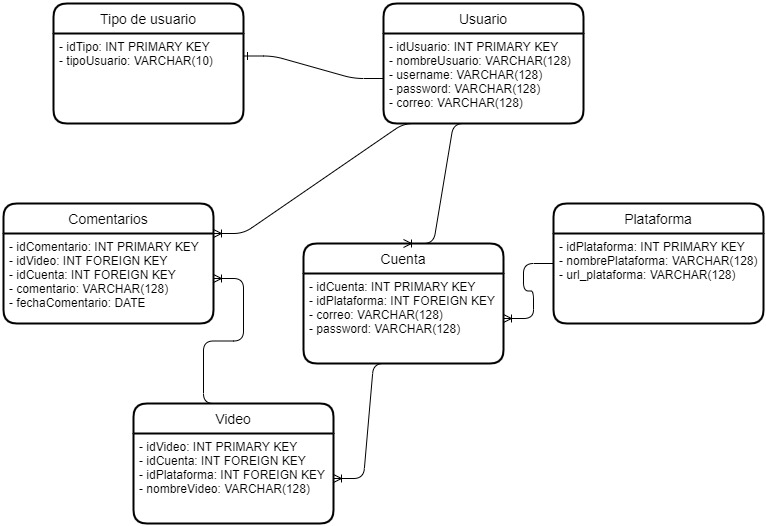 Tipo de usuario
- idTipo: INT PRIMARY KEY
- tipoUsuario: VARCHAR(10)
Usuario
- idUsuario: INT PRIMARY KEY
- nombreUsuario: VARCHAR(128)
- username: VARCHAR(128)
- password: VARCHAR(128)
- correo: VARCHAR(128)
Comentarios
- idComentario: INT PRIMARY KEY
- idVideo: INT FOREIGN KEY
- idCuenta: INT FOREIGN KEY
- comentario: VARCHAR(128)
- fechaComentario: DATE
Cuenta
- idCuenta: INT PRIMARY KEY
- idPlataforma: INT FOREIGN KEY
- correo: VARCHAR(128)
- password: VARCHAR(128)
Plataforma
- idPlataforma: INT PRIMARY KEY
- nombrePlataforma: VARCHAR(128)
- url_plataforma: VARCHAR(128)
Video
- idVideo: INT PRIMARY KEY
- idCuenta: INT FOREIGN KEY
- idPlataforma: INT FOREIGN KEY
- nombreVideo: VARCHAR(128)